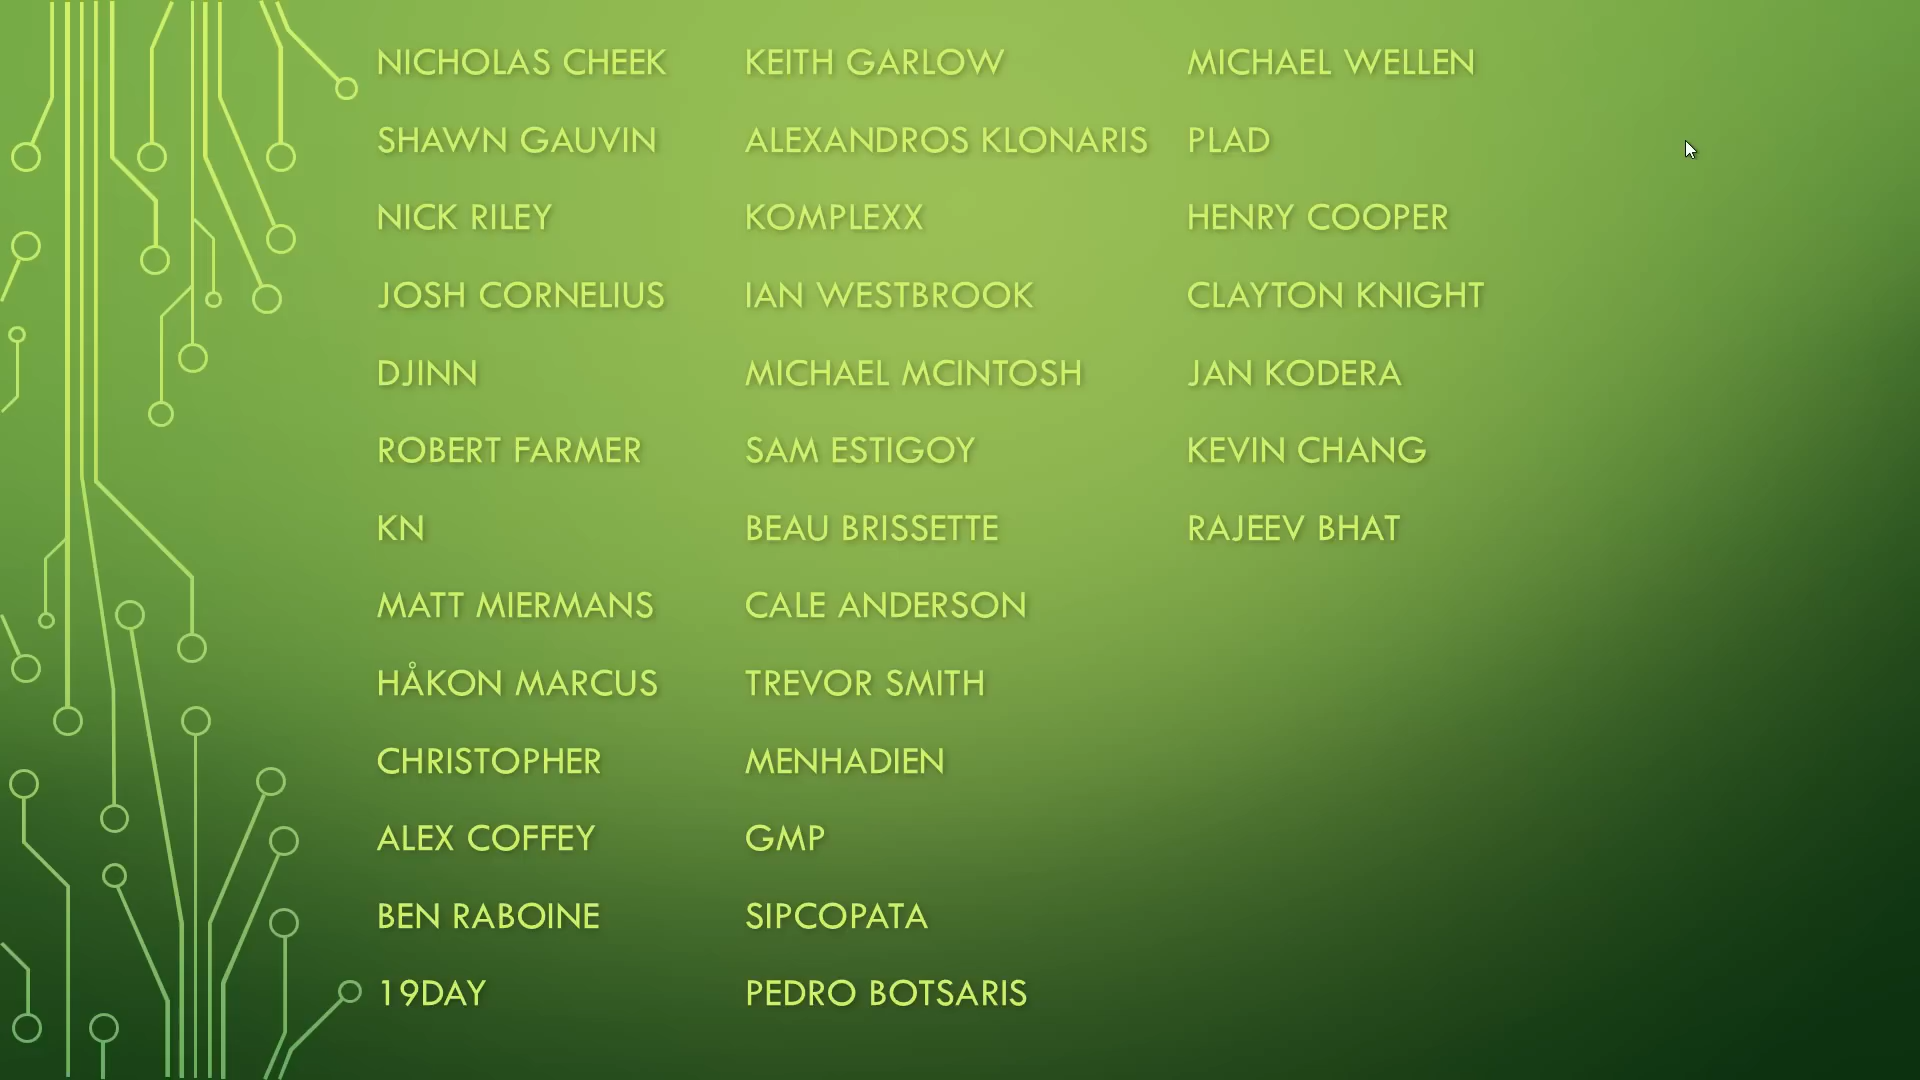 NICHOLAS CHEEK
SHAWN GAUVIN
NICK RILEY
JOSH CORNELIUS
DJINN
ROBERT FARMER
KN
MATT MIERMANS
HÅKON MARCUS
CHRISTOPHER
ALEX COFFEY
BEN RABOINE
19DAY
KEITH GARLOW
ALEXANDROS KLONARIS
KOMPLEXX
IAN WESTBROOK
MICHAEL MCINTOSH
SAM ESTIGOY
BEAU BRISSETTE
CALE ANDERSON
TREVOR SMITH
MENHADIEN
GMP
SIPCOPATA
PEDRO BOTSARIS
MICHAEL WELLEN
PLAD
HENRY COOPER
CLAYTON KNIGHT
JAN KODERA
KEVIN CHANG
RAJEEV BHAT